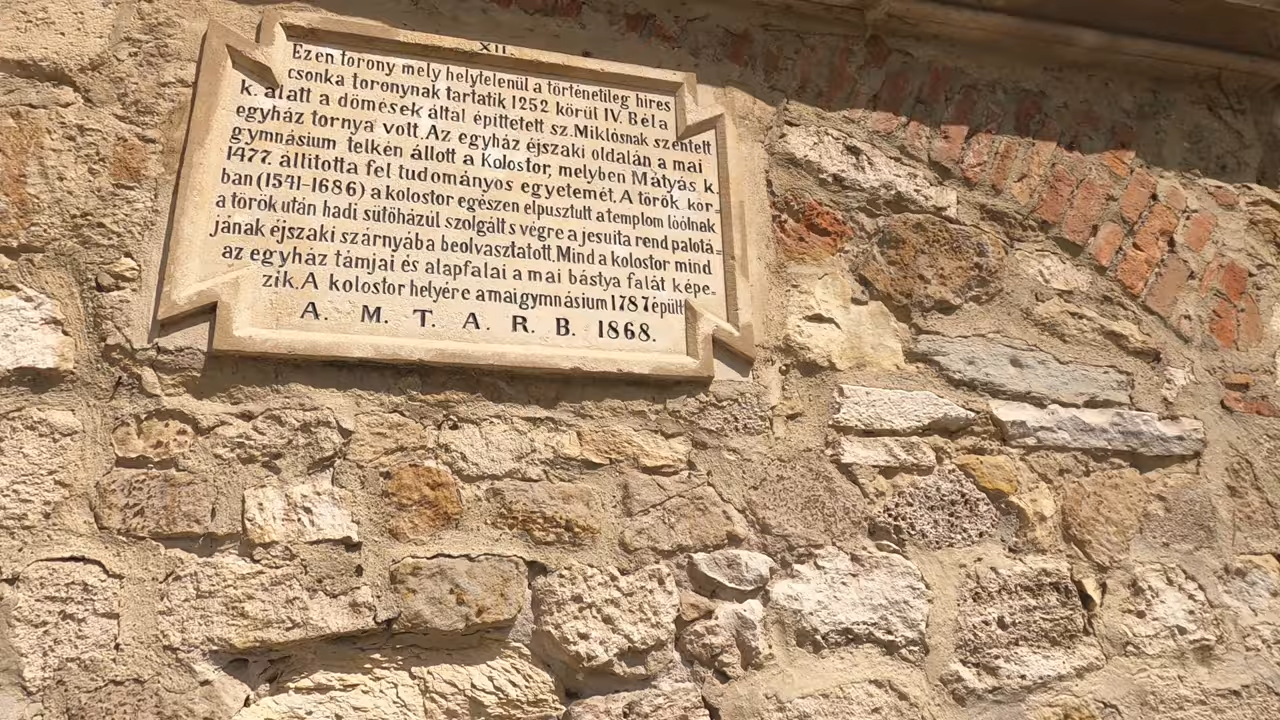 XII.
Ezen torony mely helytelenül a történetileg hires
csonka toronynak tartatik 1252 körül IV. Béla
k. alatt a dömések által épittetett sz. Miklósnak szentelt
egyház tornya volt. Az egyház éjszaki oldalán a mai
gymnásium telkén állott a Kolostor, melyben Mátyás k.
1477. állitotta fel tudományos egyetemét. A török kor-
ban (1541-1686) a kolostor egészen elpusztult a templom lóólnak
a török után hadi sütőházul szolgált s végre a jesuita rend palotá-
jának éjszaki szárnyába beolvasztatott. Mind a kolostor mind
az egyház támjai és alapfalai a mai bástya falát képe-
zik. A kolostor helyére a mai gymnásium 1787 épült
A. M. T. A. R. B. 1868.